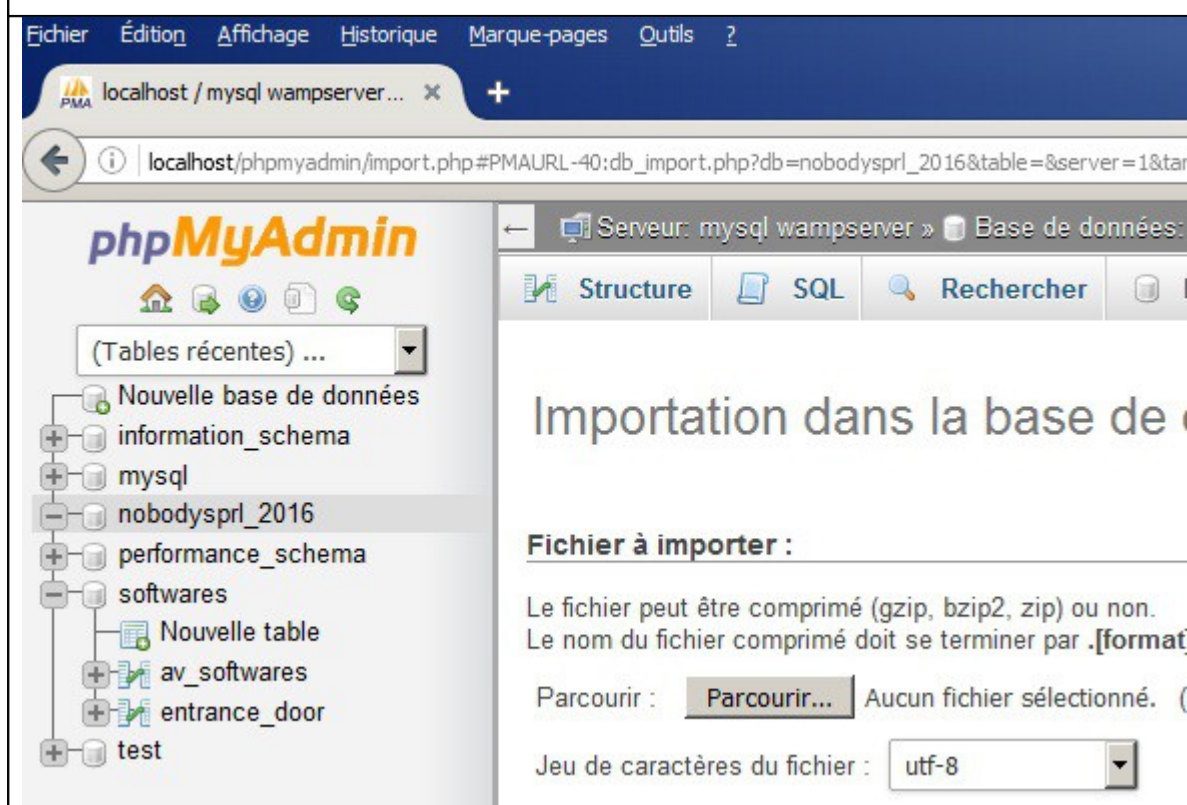 Fichier Édition Affichage Historique Marque-pages Outils ?
PMA localhost / mysql wampserver... ×
localhost/phpmyadmin/import.php#PMAURL-40:db_import.php?db=nobodysprl_2016&table=&server=1&tar
phpMyAdmin
← Serveur: mysql wampserver » Base de données:
Structure SQL Rechercher
(Tables récentes) ...
Nouvelle base de données
information_schema
mysql
nobodysprl_2016
performance_schema
softwares
Nouvelle table
av_softwares
entrance_door
test
Importation dans la base de
Fichier à importer :
Le fichier peut être comprimé (gzip, bzip2, zip) ou non.
Le nom du fichier comprimé doit se terminer par .[format]
Parcourir : Parcourir... Aucun fichier sélectionné. (
Jeu de caractères du fichier : utf-8